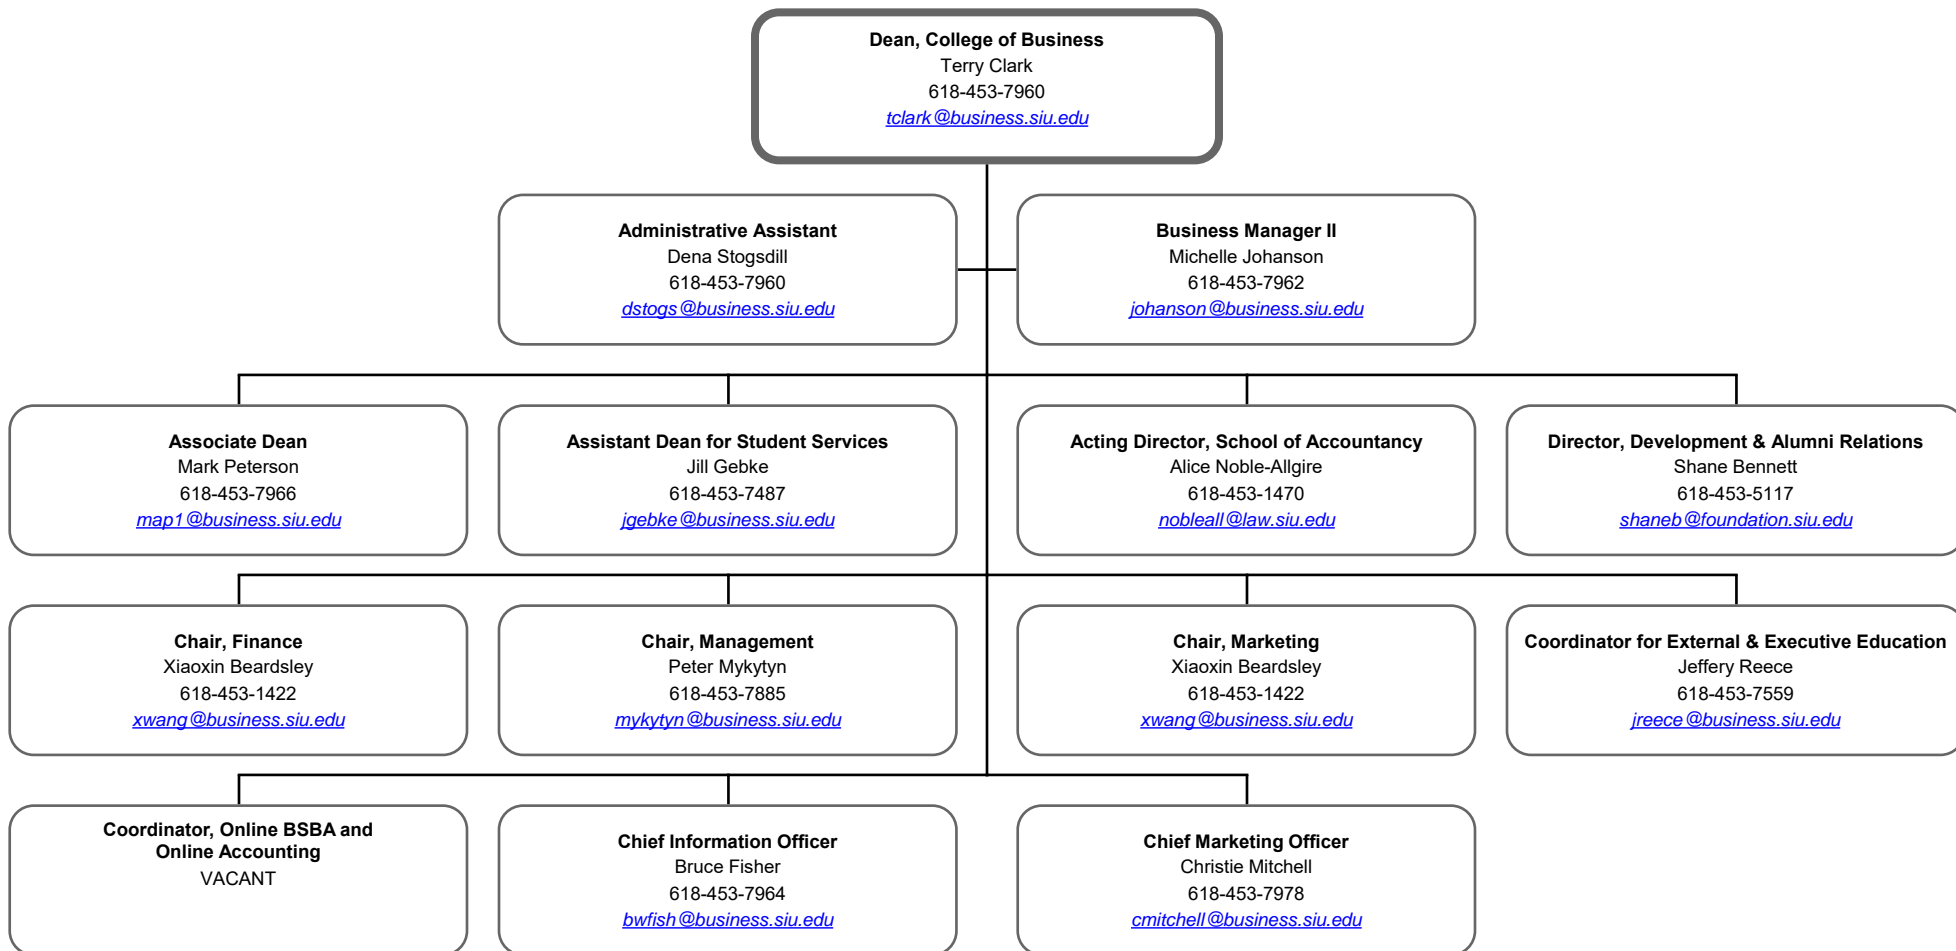 Dean, College of Business
Terry Clark
618-453-7960
tclark@business.siu.edu
Administrative Assistant
Dena Stogsdill
618-453-7960
dstogs@business.siu.edu
Business Manager II
Michelle Johanson
618-453-7962
johanson@business.siu.edu
Associate Dean
Mark Peterson
618-453-7966
map1@business.siu.edu
Assistant Dean for Student Services
Jill Gebke
618-453-7487
jgebke@business.siu.edu
Acting Director, School of Accountancy
Alice Noble-Allgire
618-453-1470
nobleall@law.siu.edu
Director, Development & Alumni Relations
Shane Bennett
618-453-5117
shaneb@foundation.siu.edu
Chair, Finance
Xiaoxin Beardsley
618-453-1422
xwang@business.siu.edu
Chair, Management
Peter Mykytyn
618-453-7885
mykytyn@business.siu.edu
Chair, Marketing
Xiaoxin Beardsley
618-453-1422
xwang@business.siu.edu
Coordinator for External & Executive Education
Jeffery Reece
618-453-7559
jreece@business.siu.edu
Coordinator, Online BSBA and
Online Accounting
VACANT
Chief Information Officer
Bruce Fisher
618-453-7964
bwfish@business.siu.edu
Chief Marketing Officer
Christie Mitchell
618-453-7978
cmitchell@business.siu.edu